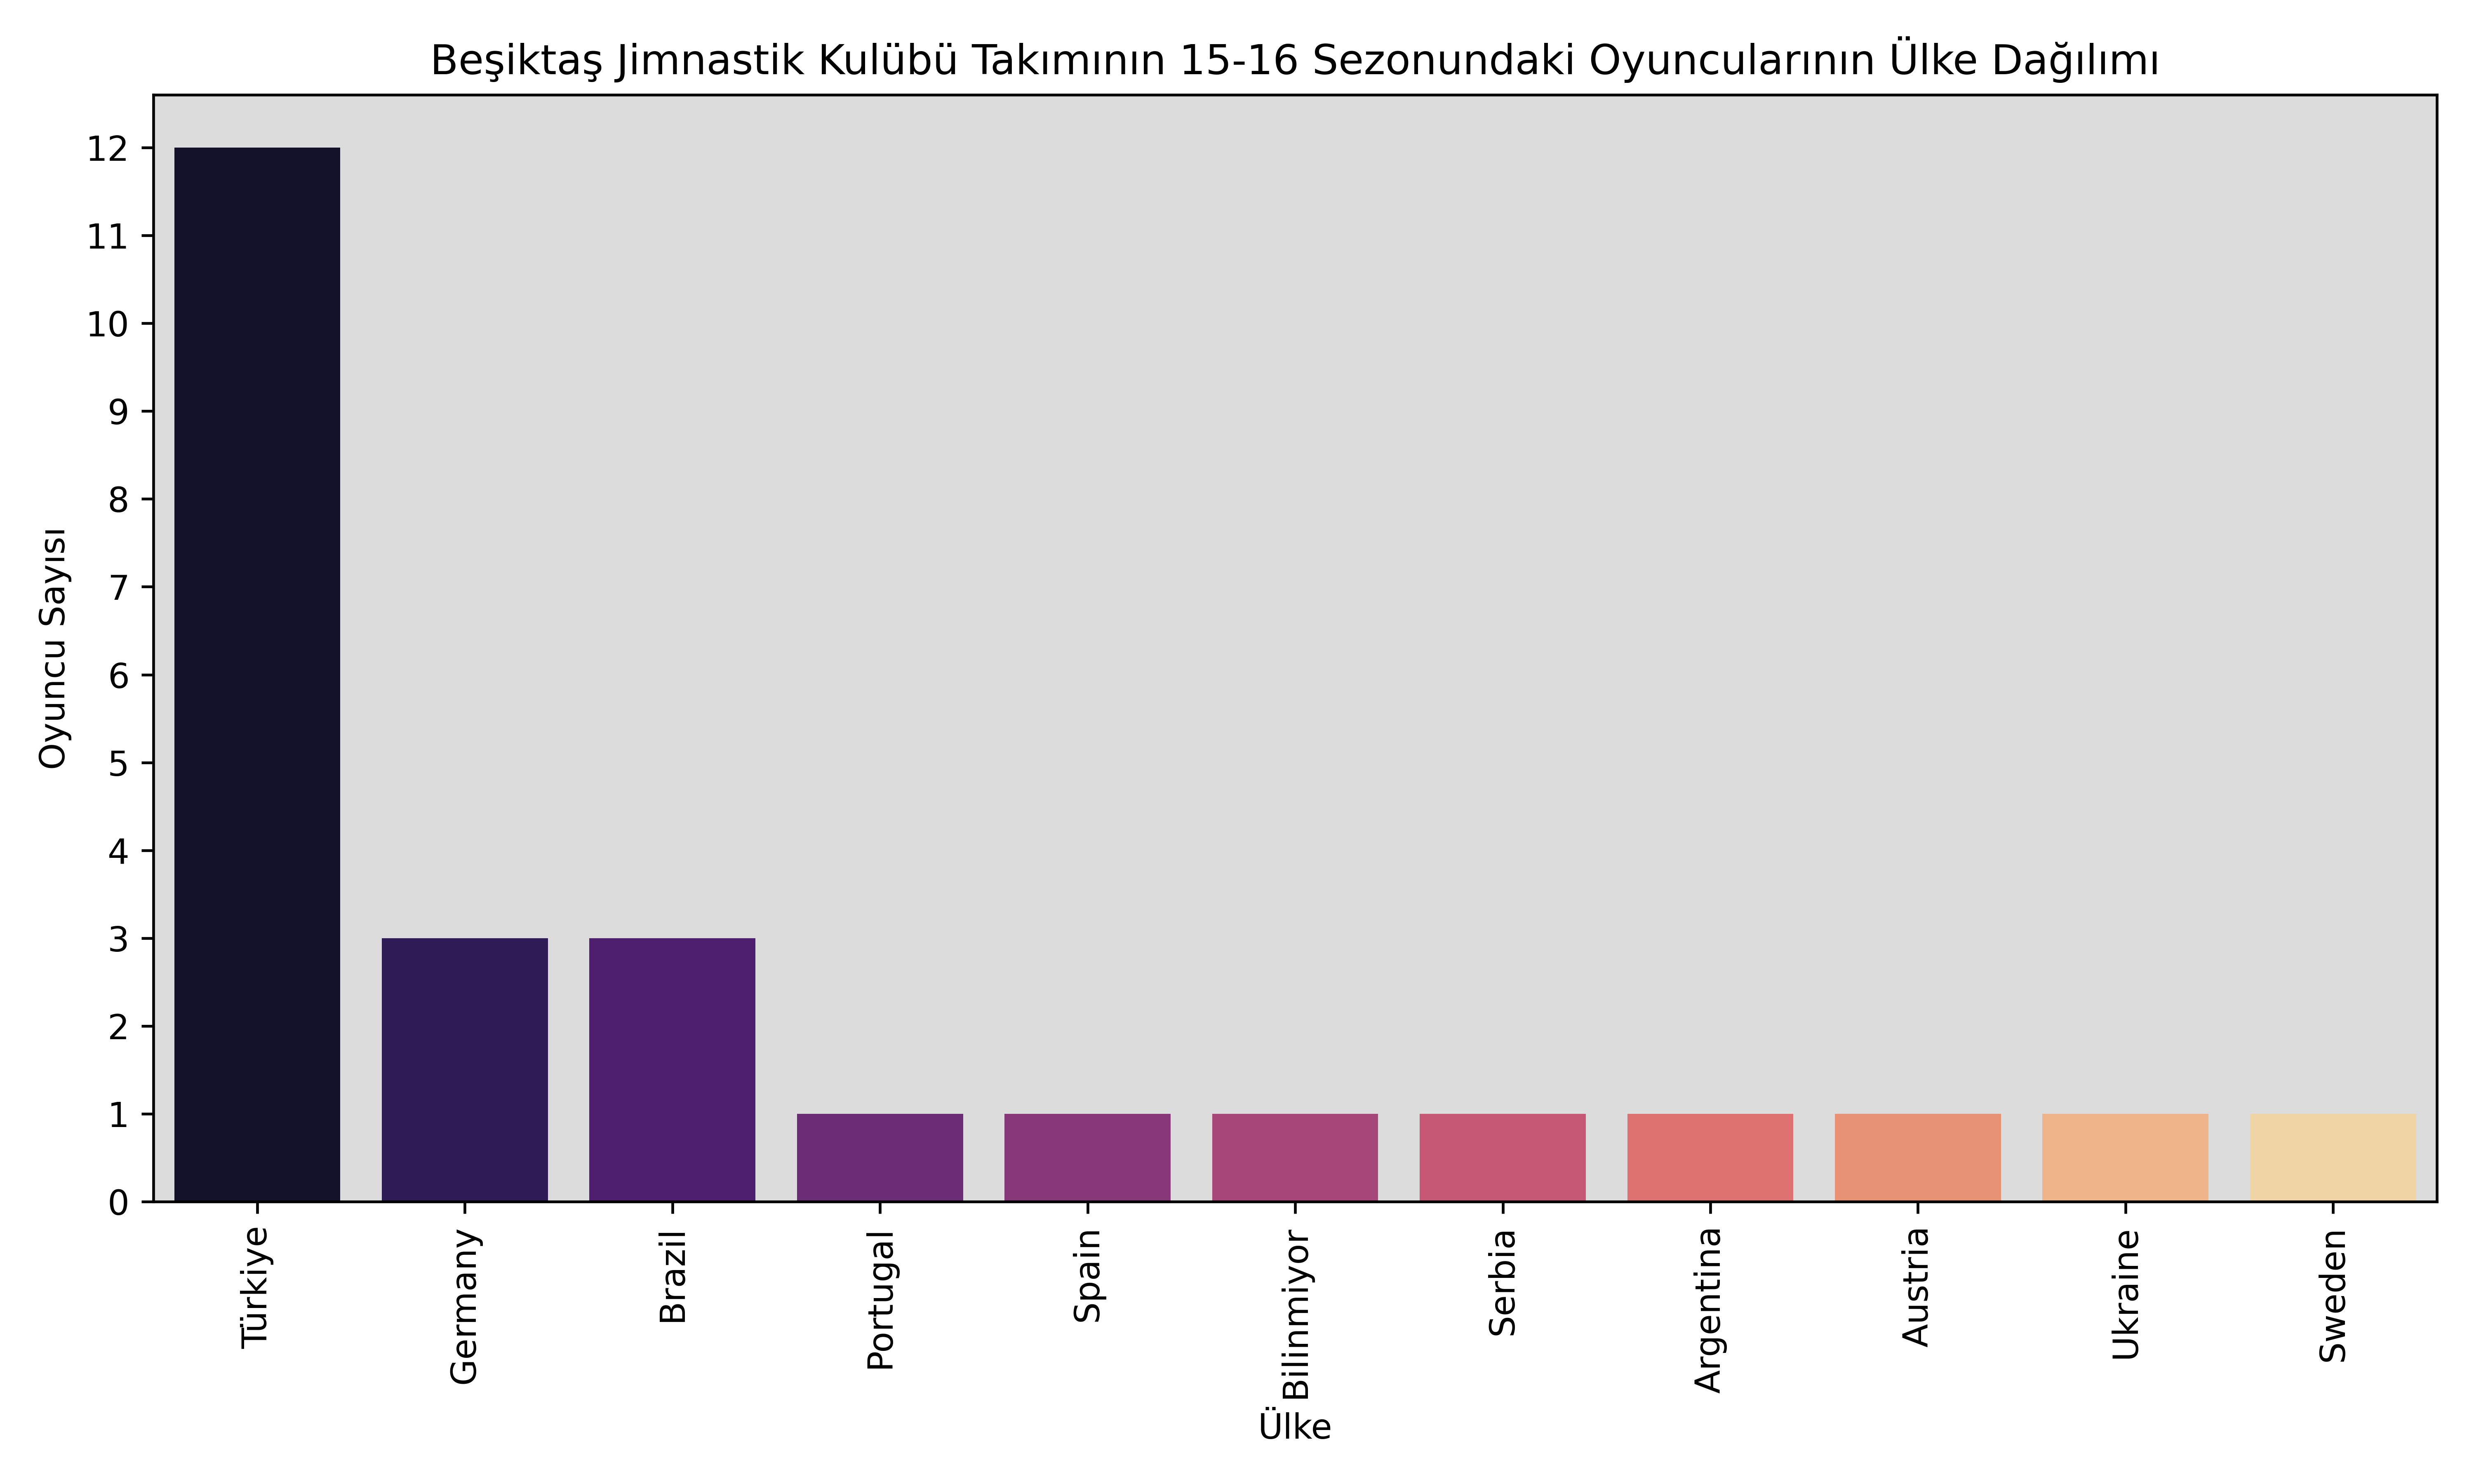 Beşiktaş Jimnastik Kulübü Takımının 15-16 Sezonundaki Oyuncularının Ülke Dağılımı
Oyuncu Sayısı
12
11
10
9
8
7
6
5
4
3
2
1
0
Türkiye
Germany
Brazil
Portugal
Spain
Bilinmiyor
Serbia
Argentina
Austria
Ukraine
Sweden
Ülke